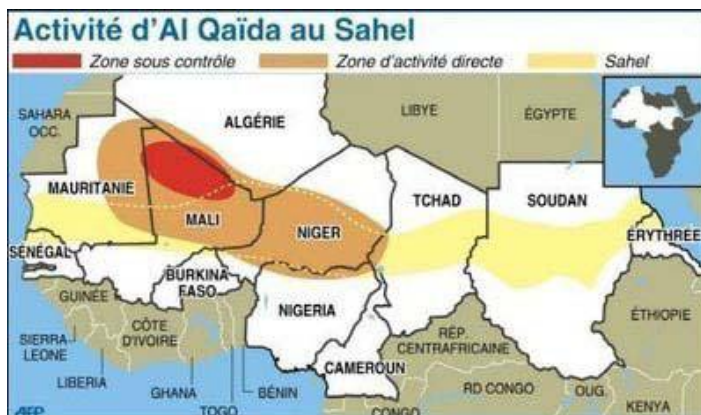 Activité d'Al Qaïda au Sahel
Zone sous contrôle
Zone d'activité directe
Sahel
SAHARA
OCC.
ALGÉRIE
LIBYE
ÉGYPTE
MAURITANIE
MALI
NIGER
TCHAD
SOUDAN
ÉRYTHRÉE
SÉNÉGAL
BURKINA
FASO
GUINÉE
NIGERIA
ÉTHIOPIE
SIERRA
LEONE
CÔTE
D'IVOIRE
RÉP.
CENTRAFRICAINE
CAMEROUN
LIBERIA
GHANA
BÉNIN
TOGO
CONGO
RD CONGO
OUG.
KENYA
AFP